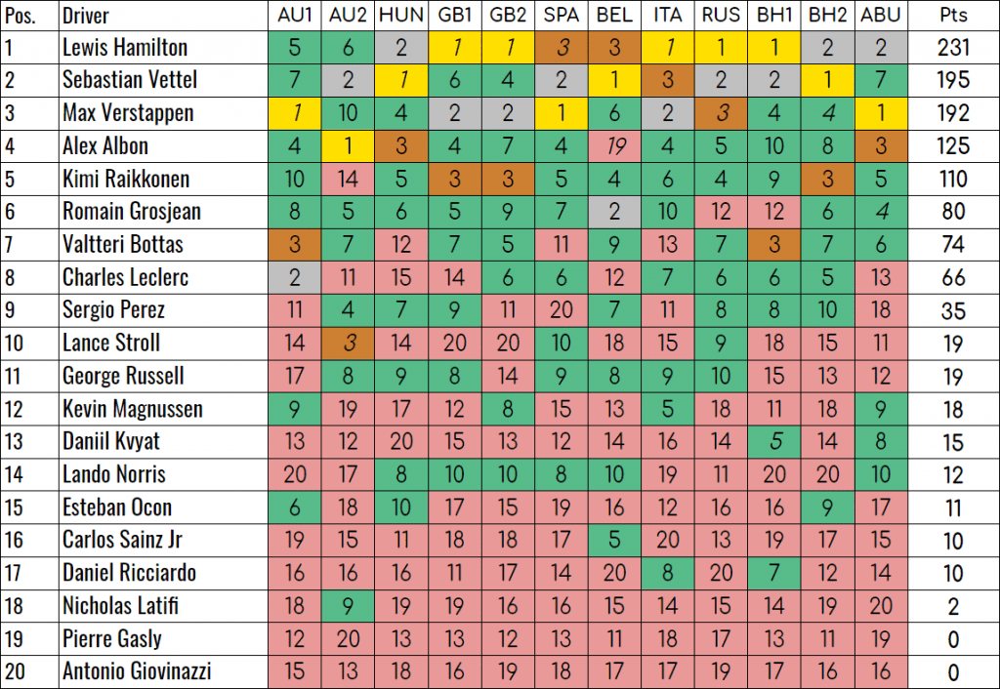 Pos. Driver AU1 AU2 HUN GB1 GB2 SPA BEL ITA RUS BH1 BH2 ABU Pts
1 Lewis Hamilton 5 6 2 1 1 3 3 1 1 1 2 2 231
2 Sebastian Vettel 7 2 1 6 4 2 1 3 2 2 1 7 195
3 Max Verstappen 1 10 4 2 2 1 6 2 3 4 4 1 192
4 Alex Albon 4 1 3 4 7 4 19 4 5 10 8 3 125
5 Kimi Raikkonen 10 14 5 3 3 5 4 6 4 9 3 5 110
6 Romain Grosjean 8 5 6 5 9 7 2 10 12 12 6 4 80
7 Valtteri Bottas 3 7 12 7 5 11 9 13 7 3 7 6 74
8 Charles Leclerc 2 11 15 14 6 6 12 7 6 6 5 13 66
9 Sergio Perez 11 4 7 9 11 20 7 11 8 8 10 18 35
10 Lance Stroll 14 3 14 20 20 10 18 15 9 18 15 11 19
11 George Russell 17 8 9 8 14 9 8 9 10 15 13 12 19
12 Kevin Magnussen 9 19 17 12 8 15 13 5 18 11 18 9 18
13 Daniil Kvyat 13 12 20 15 13 12 14 16 14 5 14 8 15
14 Lando Norris 20 17 8 10 10 8 10 19 11 20 20 10 12
15 Esteban Ocon 6 18 10 17 15 19 16 12 16 16 9 17 11
16 Carlos Sainz Jr 19 15 11 18 18 17 5 20 13 19 17 15 10
17 Daniel Ricciardo 16 16 16 11 17 14 20 8 20 7 12 14 10
18 Nicholas Latifi 18 9 19 19 16 16 15 14 15 14 19 20 2
19 Pierre Gasly 12 20 13 13 12 13 11 18 17 13 11 19 0
20 Antonio Giovinazzi 15 13 18 16 19 18 17 17 19 17 16 16 0